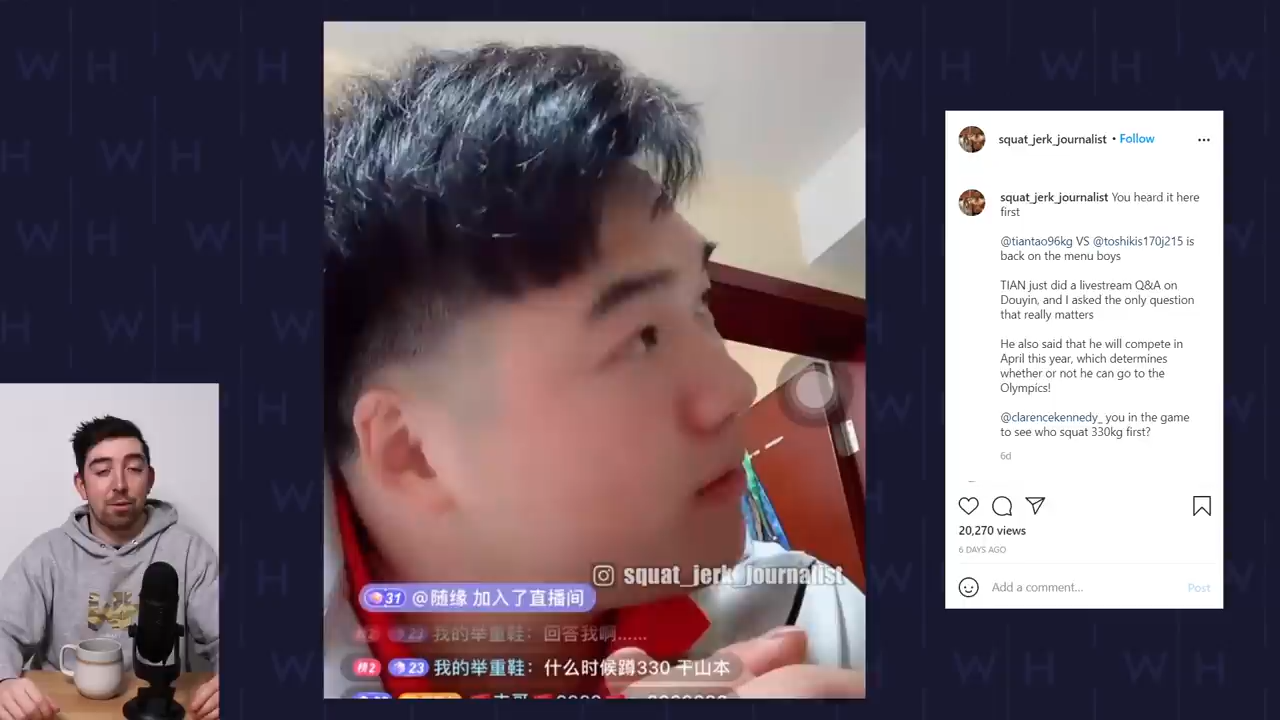 squat_jerk_journalist • Follow
squat_jerk_journalist You heard it here
first
@tiantao96kg VS @toshikis170j215 is
back on the menu boys
TIAN just did a livestream Q&A on
Douyin, and I asked the only question
that really matters
He also said that he will compete in
April this year, which determines
whether or not he can go to the
Olympics!
@clarencekennedy_ you in the game
to see who squat 330kg first?
6d
20,270 views
6 DAYS AGO
Add a comment...
Post
squat_jerk_journalist
31 @随缘 加入了直播间
23 我的举重鞋：回答我啊......
榜2 23 我的举重鞋：什么时候蹲330 干山本
W H